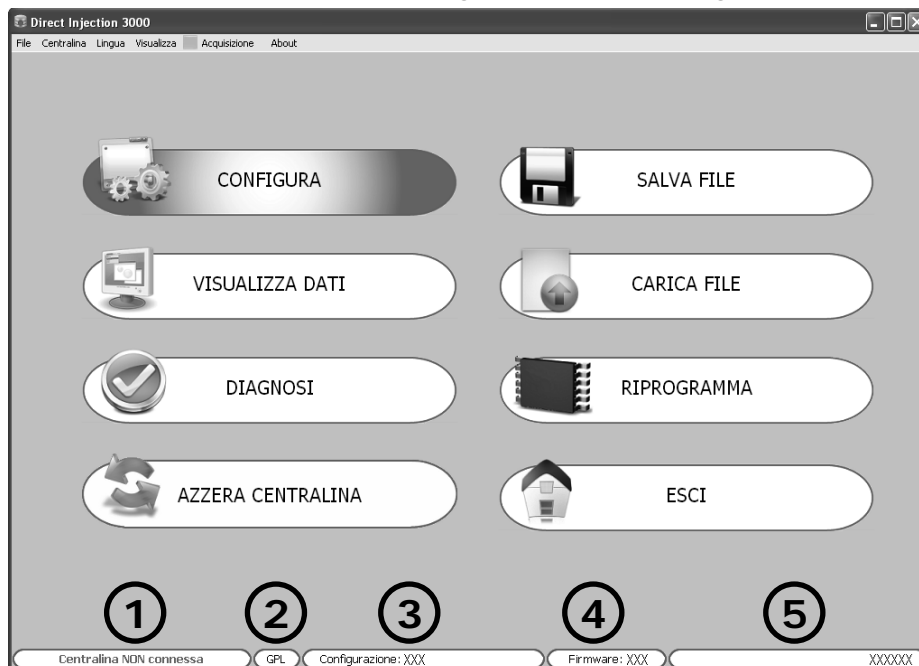 Direct Injection 3000
File Centralina Lingua Visualizza Acquisizione About
CONFIGURA
SALVA FILE
VISUALIZZA DATI
CARICA FILE
DIAGNOSI
RIPROGRAMMA
AZZERA CENTRALINA
ESCI
1 2 3 4 5
Centralina NON connessa GPL Configurazione: XXX Firmware: XXX XXXXXX